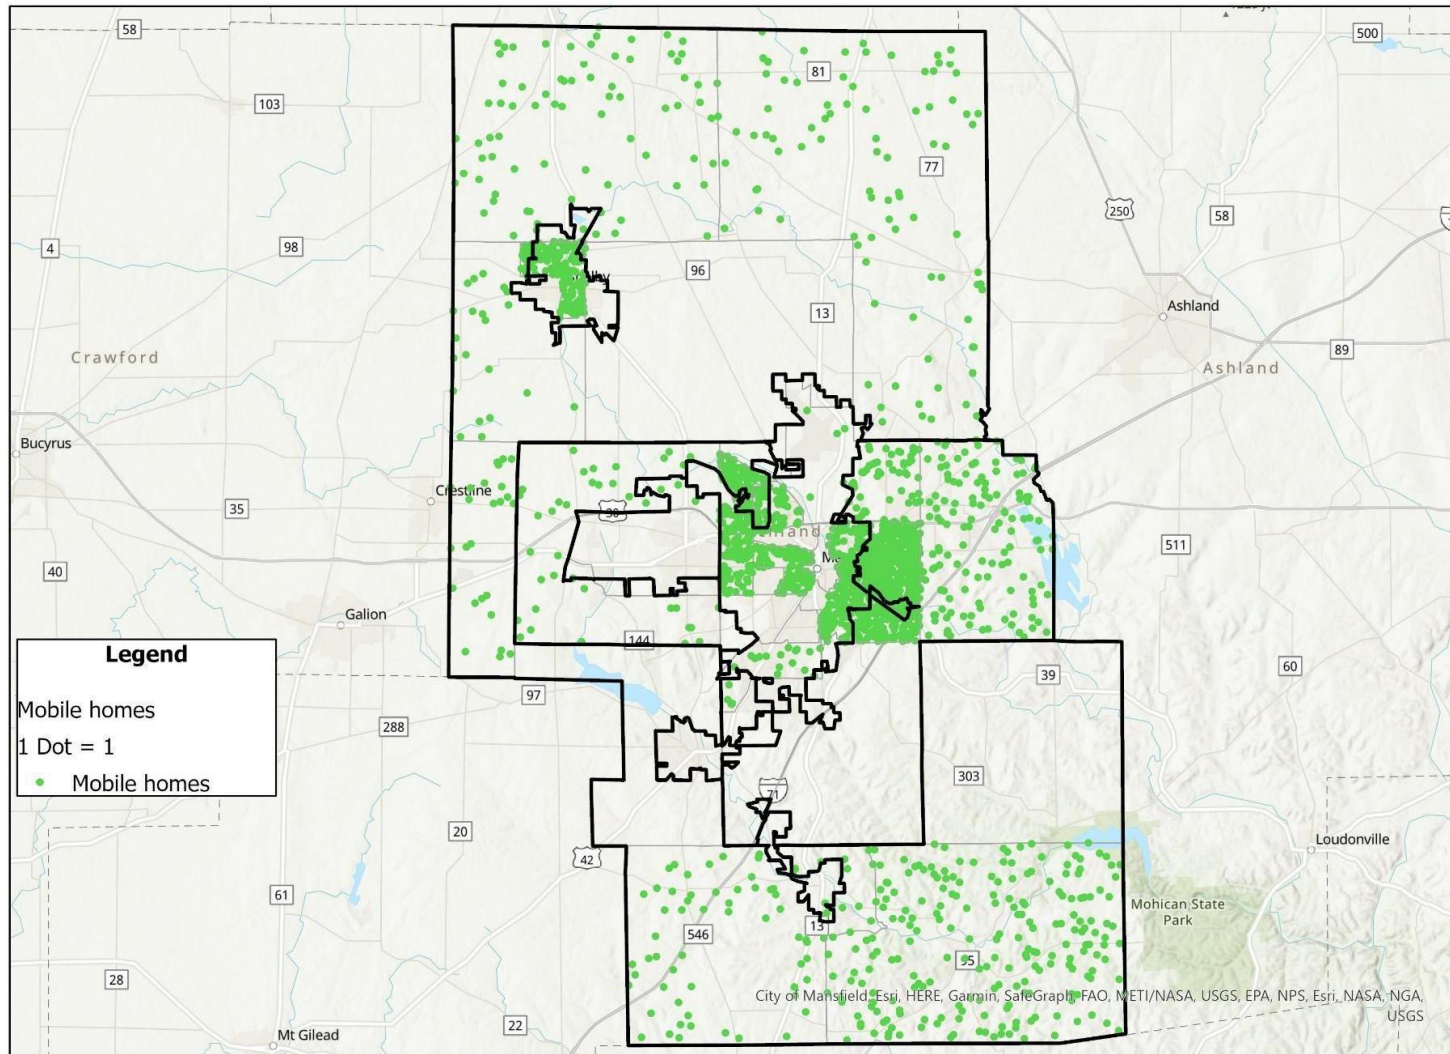 58
500
81
103
77
250
58
4
98
96
Ashland
13
89
Crawford
Ashland
Bucyrus
Crestline
36
35
511
40
Galion
144
Legend
60
39
97
Mobile homes
288
1 Dot = 1
Mobile homes
303
71
20
42
Loudonville
61
Mohican State
Park
13
546
95
28
City of Mansfield, Esri, HERE, Garmin, SafeGraph, FAO, METI/NASA, USGS, EPA, NPS, Esri, NASA, NGA,
USGS
22
Mt Gilead